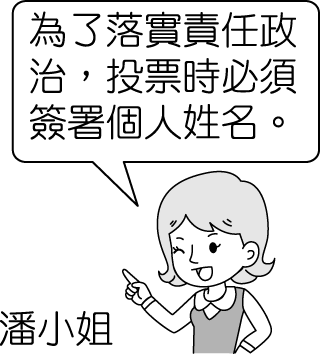 為了落實責任政
治，投票時必須
簽署個人姓名。
潘小姐